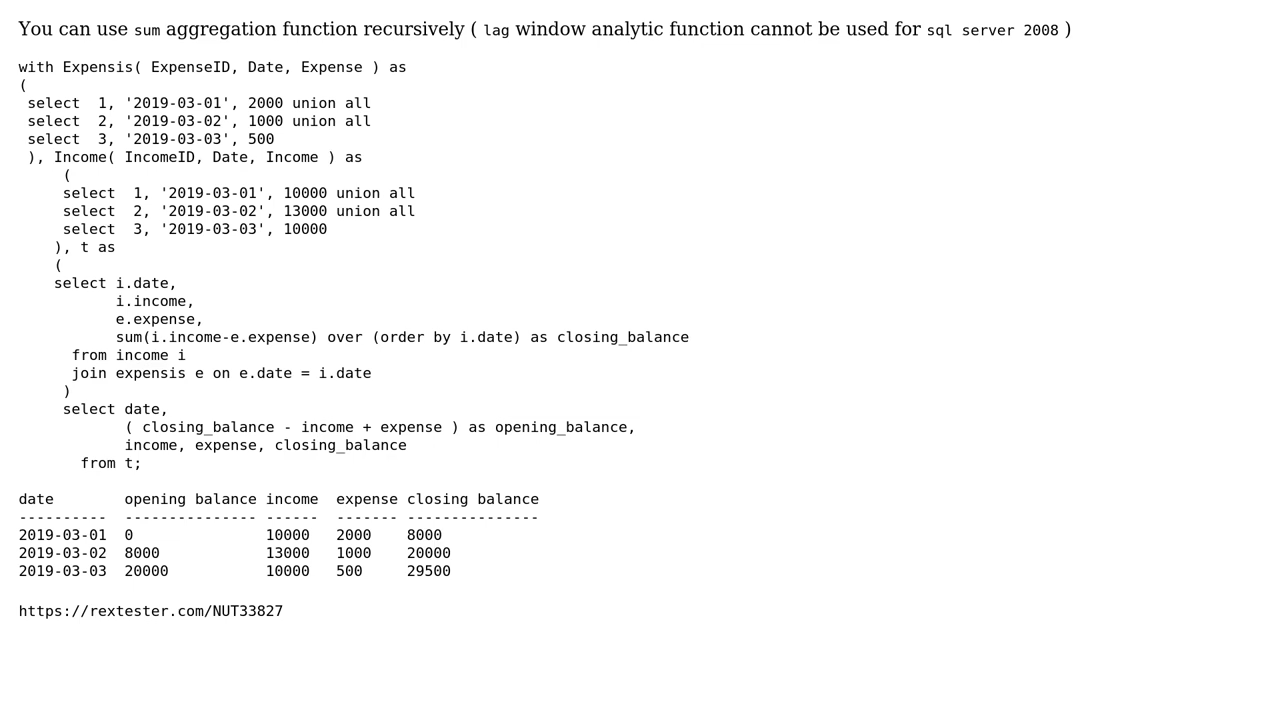 You can use sum aggregation function recursively ( lag window analytic function cannot be used for sql server 2008 )
with Expensis( ExpenseID, Date, Expense ) as
(
 select  1, '2019-03-01', 2000 union all
 select  2, '2019-03-02', 1000 union all
 select  3, '2019-03-03', 500
 ), Income( IncomeID, Date, Income ) as
     (
     select  1, '2019-03-01', 10000 union all
     select  2, '2019-03-02', 13000 union all
     select  3, '2019-03-03', 10000
    ), t as
    (
    select i.date,
           i.income,
           e.expense,
           sum(i.income-e.expense) over (order by i.date) as closing_balance
      from income i
      join expensis e on e.date = i.date
     )
     select date,
            ( closing_balance - income + expense ) as opening_balance,
            income, expense, closing_balance
       from t;
date        opening balance income  expense closing balance
----------  --------------- ------  ------- ---------------
2019-03-01  0               10000   2000    8000
2019-03-02  8000            13000   1000    20000
2019-03-03  20000           10000   500     29500
https://rextester.com/NUT33827